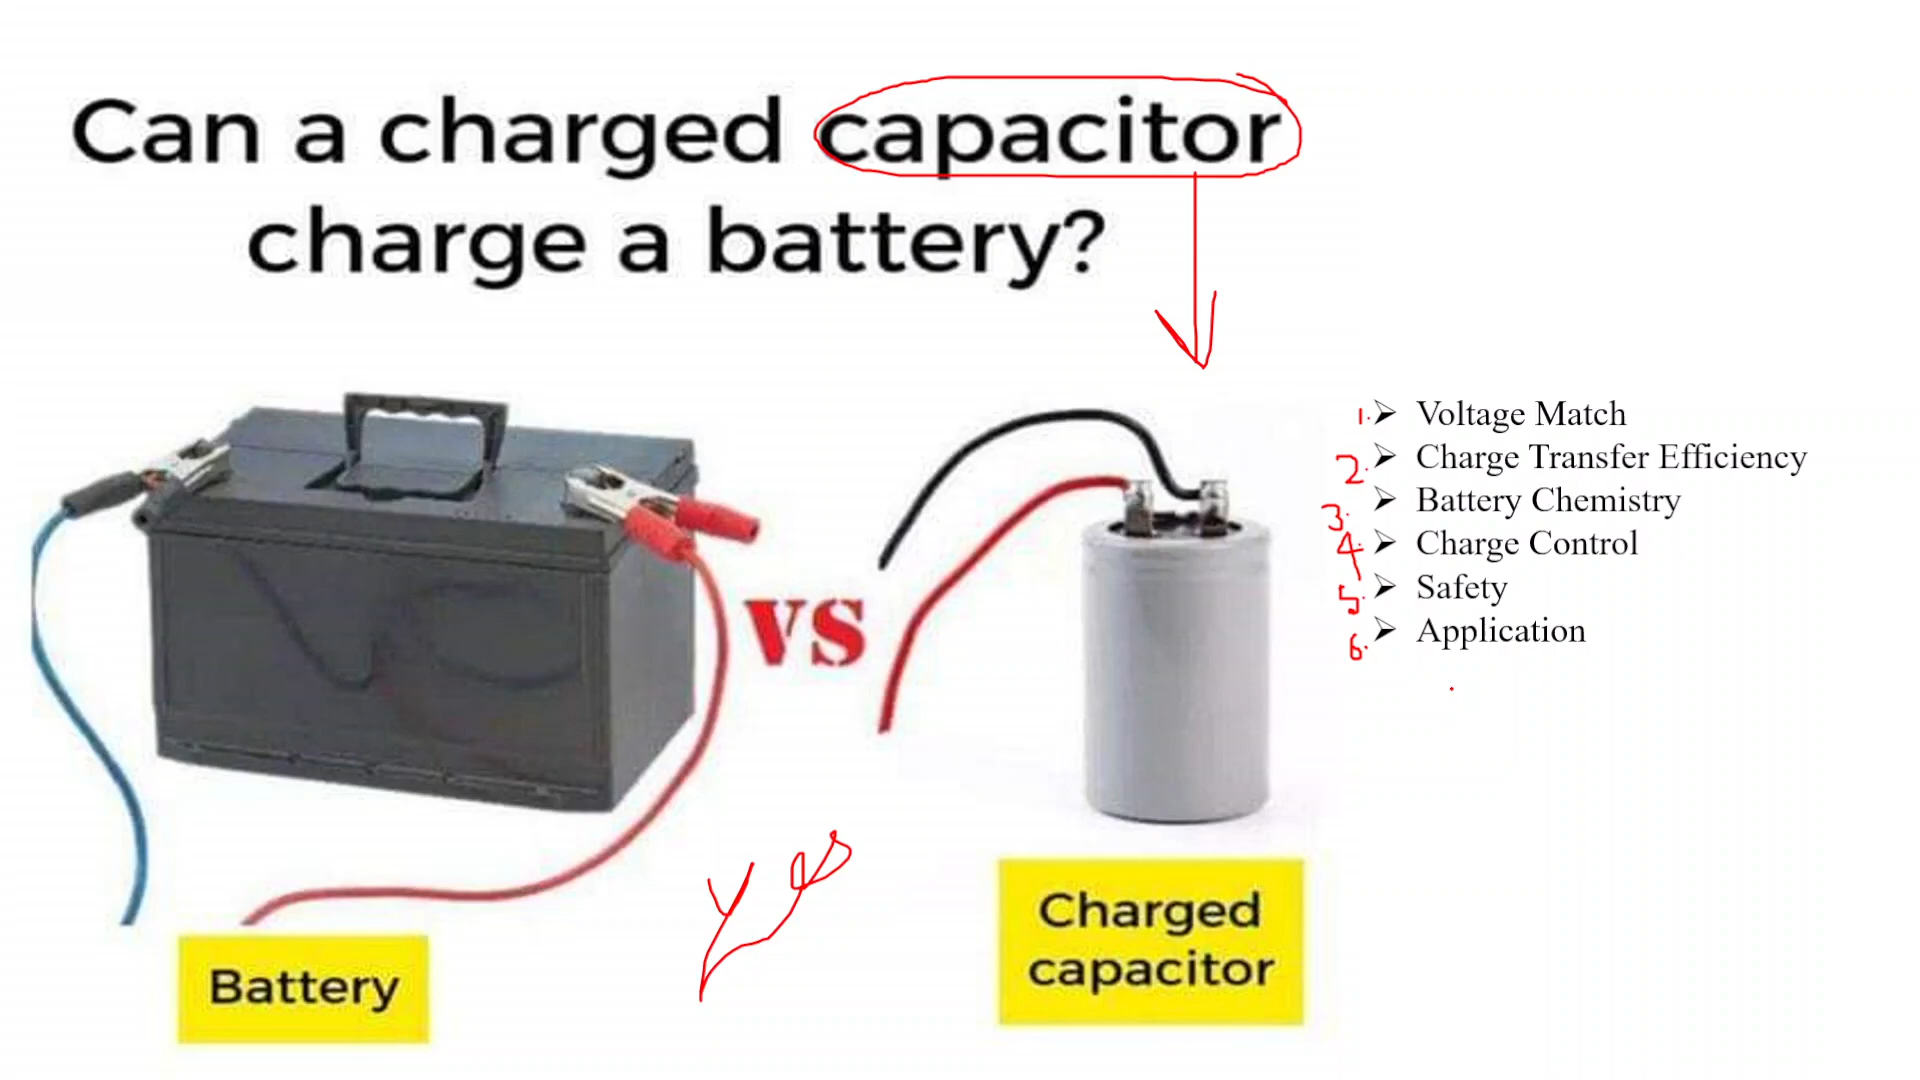 Can a charged capacitor
charge a battery?
1. ➢ Voltage Match
2. ➢ Charge Transfer Efficiency
3. ➢ Battery Chemistry
4. ➢ Charge Control
5. ➢ Safety
6. ➢ Application
vs
Yes
Charged
capacitor
Battery